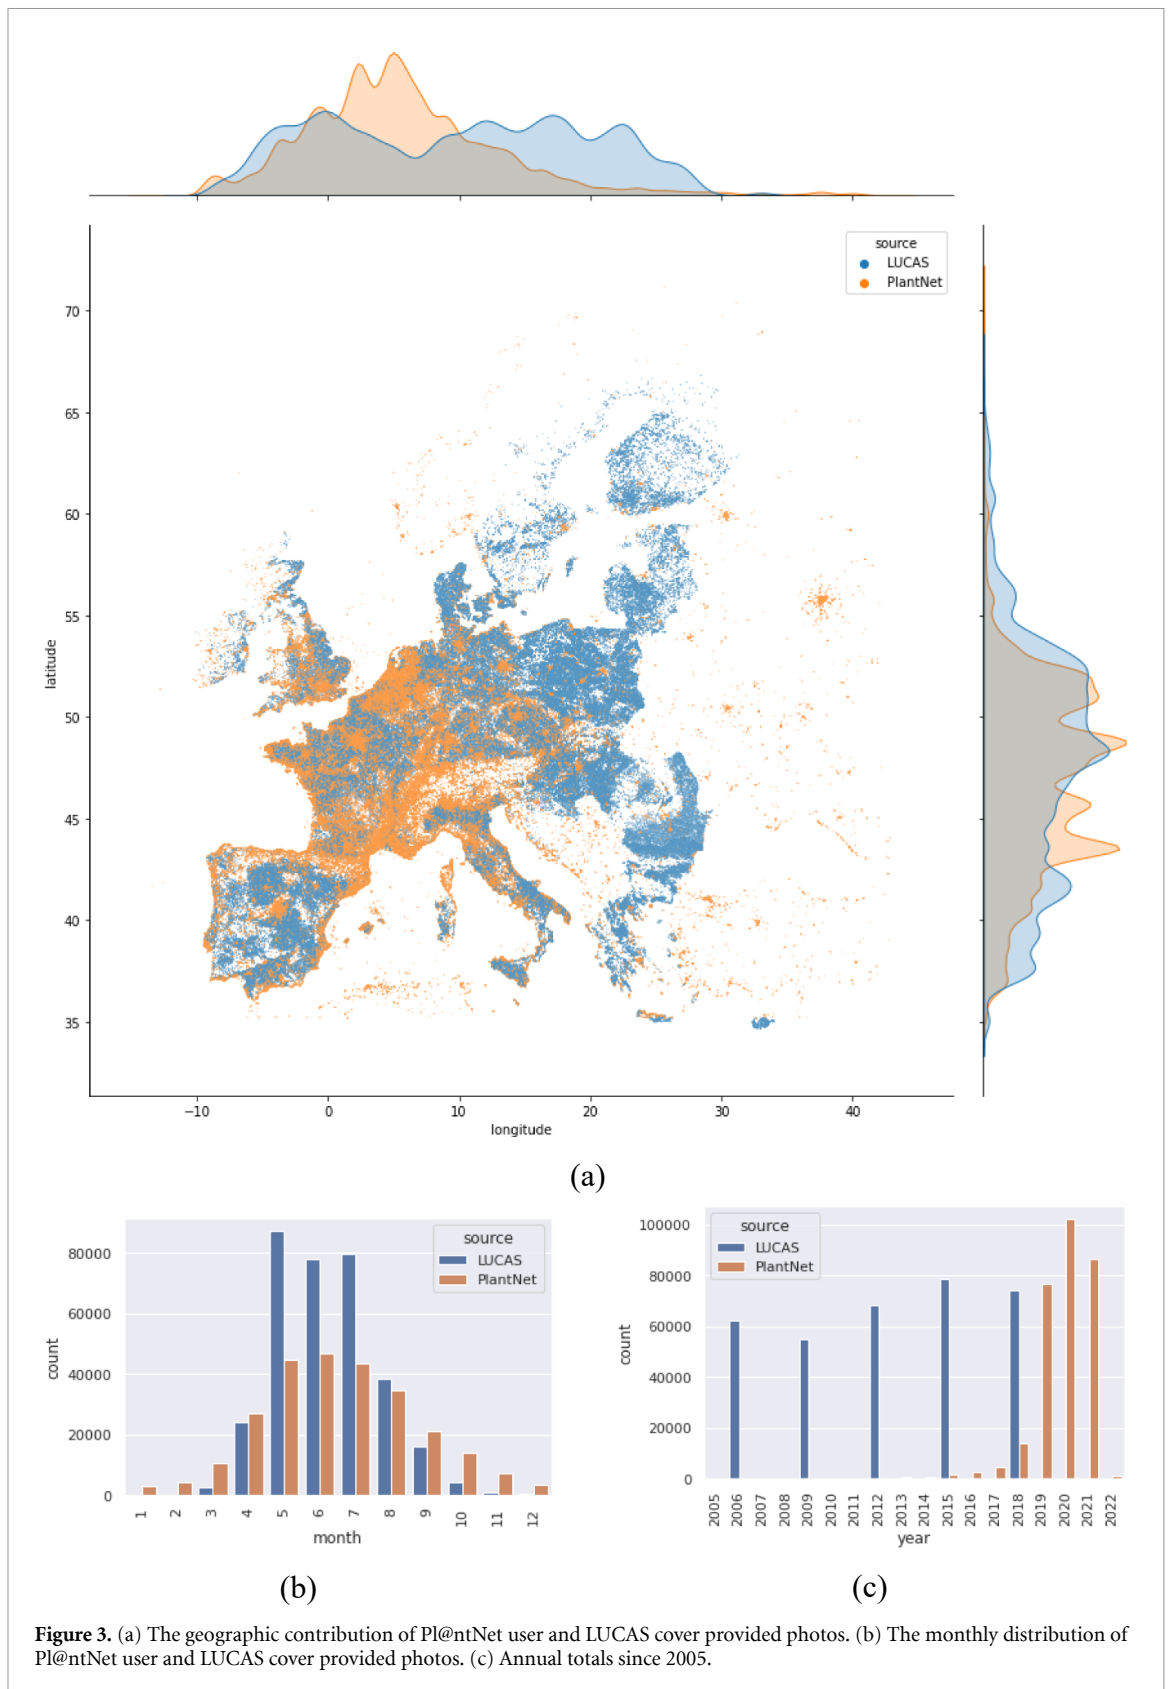 source
LUCAS
PlantNet
70
65
60
55
50
45
40
35
latitude
−10 0 10 20 30 40
longitude
(a)
source
LUCAS
PlantNet
80000
60000
40000
20000
0
count
1 2 3 4 5 6 7 8 9 10 11 12
month
(b)
source
LUCAS
PlantNet
100000
80000
60000
40000
20000
0
count
2005 2006 2007 2008 2009 2010 2011 2012 2013 2014 2015 2016 2017 2018 2019 2020 2021 2022
year
(c)
Figure 3. (a) The geographic contribution of Pl@ntNet user and LUCAS cover provided photos. (b) The monthly distribution of
Pl@ntNet user and LUCAS cover provided photos. (c) Annual totals since 2005.